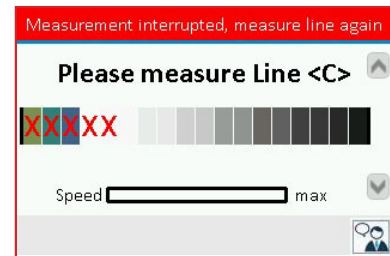 Measurement interrupted, measure line again
Please measure Line <C>
XXXXX
Speed max